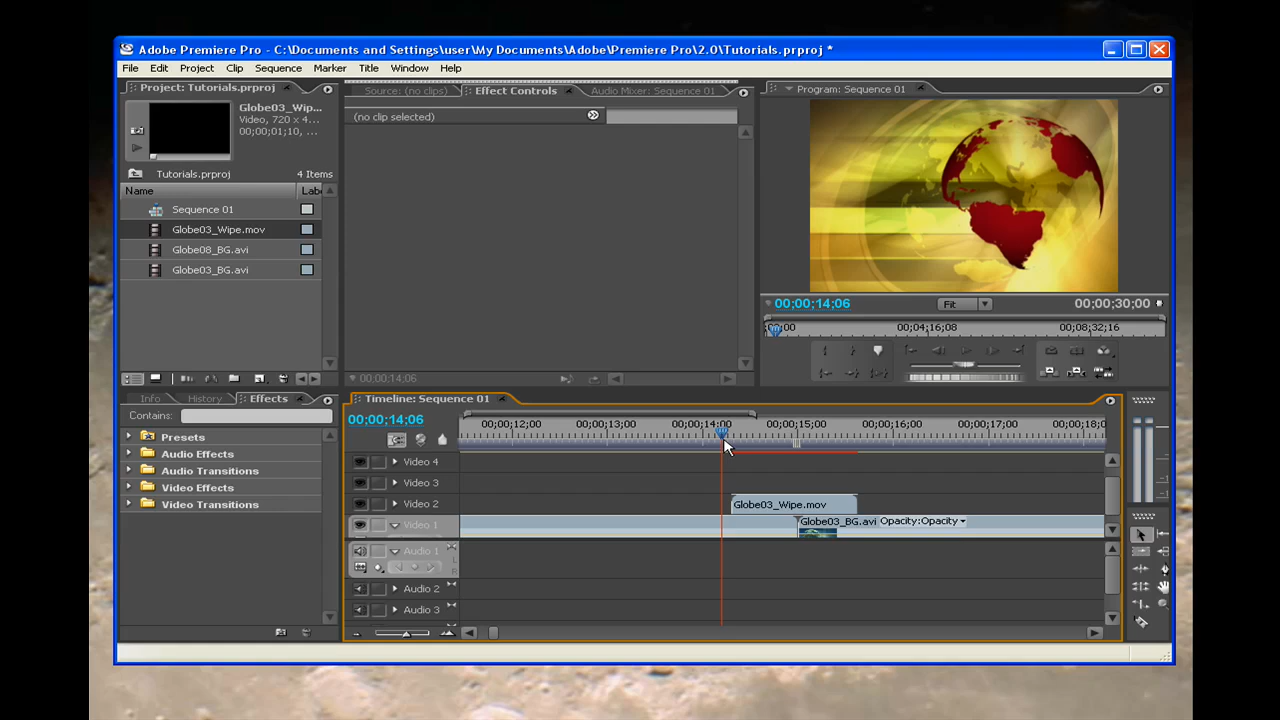 Adobe Premiere Pro - C:\Documents and Settings\user\My Documents\Adobe\Premiere Pro\2.0\Tutorials.prproj *
File Edit Project Clip Sequence Marker Title Window Help
Project: Tutorials.prproj
Globe03_Wip...
Video, 720 x 4...
00;00;01;10, ...
Tutorials.prproj 4 Items
Name Labe
Sequence 01
Globe03_Wipe.mov
Globe08_BG.avi
Globe03_BG.avi
Source: (no clips) Effect Controls Audio Mixer: Sequence 01
(no clip selected)
00;00;14;06
Program: Sequence 01
00;00;14;06 Fit 00;00;30;00
;00;00 00;04;16;08 00;08;32;16
Info History Effects
Contains:
Presets
Audio Effects
Audio Transitions
Video Effects
Video Transitions
Timeline: Sequence 01
00;00;14;06
00;00;12;00 00;00;13;00 00;00;14;00 00;00;15;00 00;00;16;00 00;00;17;00 00;00;18;0
Video 4
Video 3
Video 2 Globe03_Wipe.mov
Video 1 Globe03_BG.avi Opacity:Opacity
Audio 1
L
R
Audio 2
Audio 3